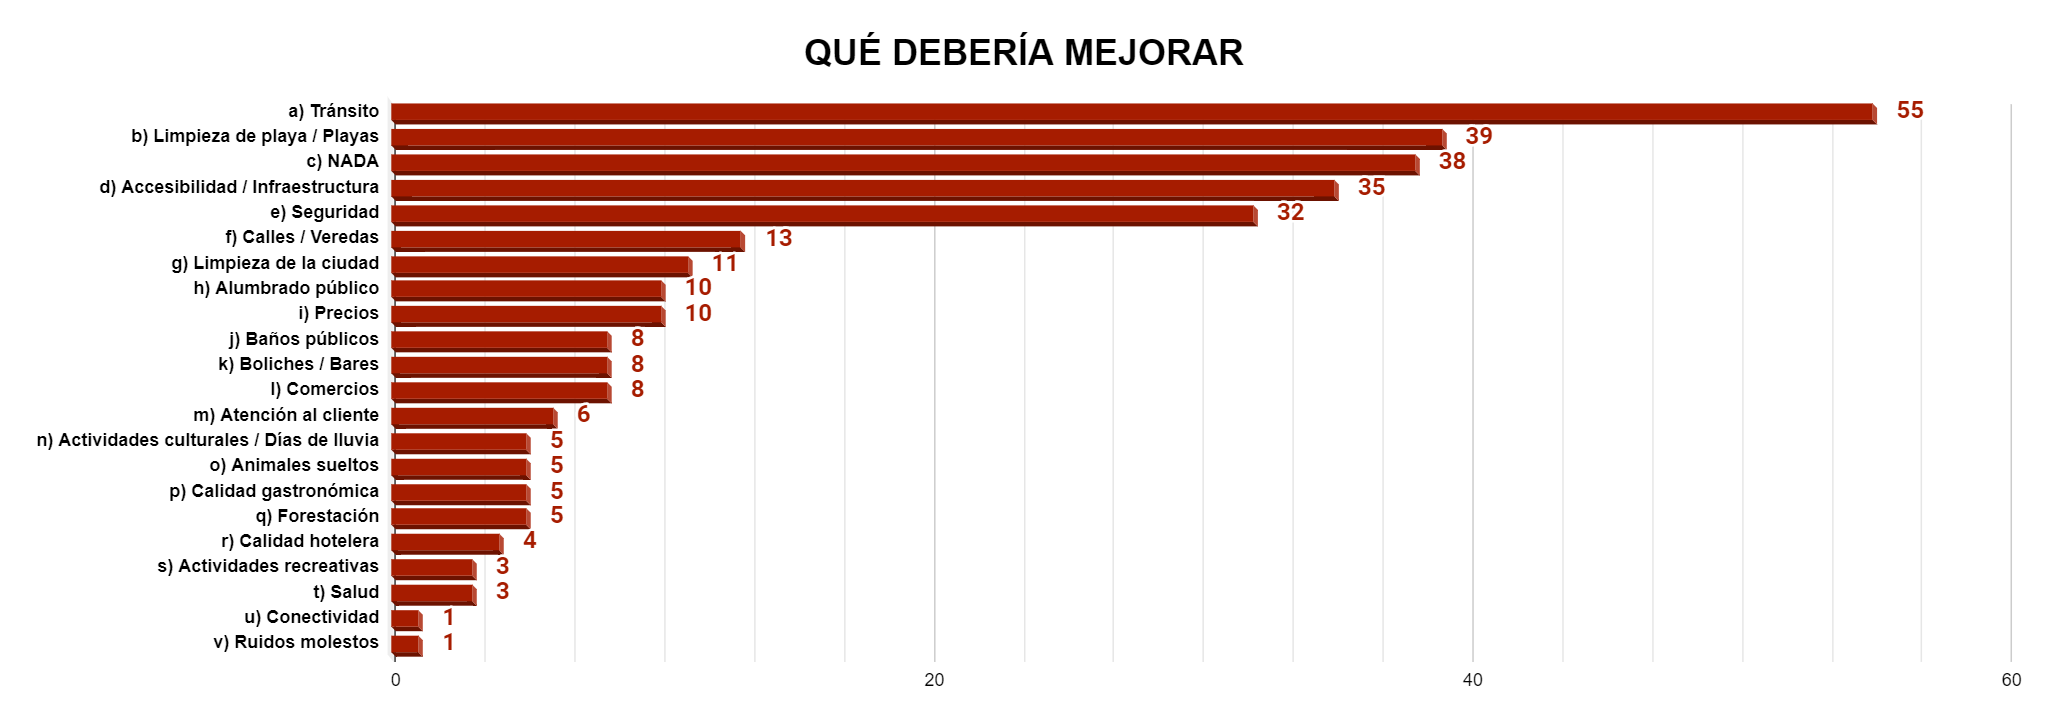 QUÉ DEBERÍA MEJORAR
a) Tránsito 55
b) Limpieza de playa / Playas 39
c) NADA 38
d) Accesibilidad / Infraestructura 35
e) Seguridad 32
f) Calles / Veredas 13
g) Limpieza de la ciudad 11
h) Alumbrado público 10
i) Precios 10
j) Baños públicos 8
k) Boliches / Bares 8
l) Comercios 8
m) Atención al cliente 6
n) Actividades culturales / Días de lluvia 5
o) Animales sueltos 5
p) Calidad gastronómica 5
q) Forestación 5
r) Calidad hotelera 4
s) Actividades recreativas 3
t) Salud 3
u) Conectividad 1
v) Ruidos molestos 1
0 20 40 60